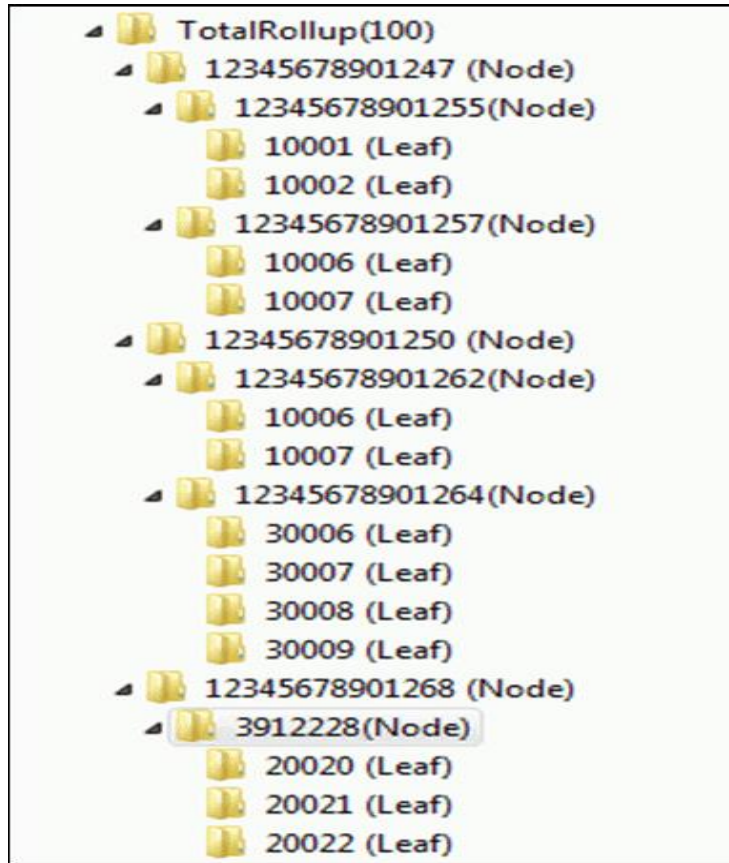 TotalRollup(100)
12345678901247 (Node)
12345678901255(Node)
10001 (Leaf)
10002 (Leaf)
12345678901257(Node)
10006 (Leaf)
10007 (Leaf)
12345678901250 (Node)
12345678901262(Node)
10006 (Leaf)
10007 (Leaf)
12345678901264(Node)
30006 (Leaf)
30007 (Leaf)
30008 (Leaf)
30009 (Leaf)
12345678901268 (Node)
3912228(Node)
20020 (Leaf)
20021 (Leaf)
20022 (Leaf)